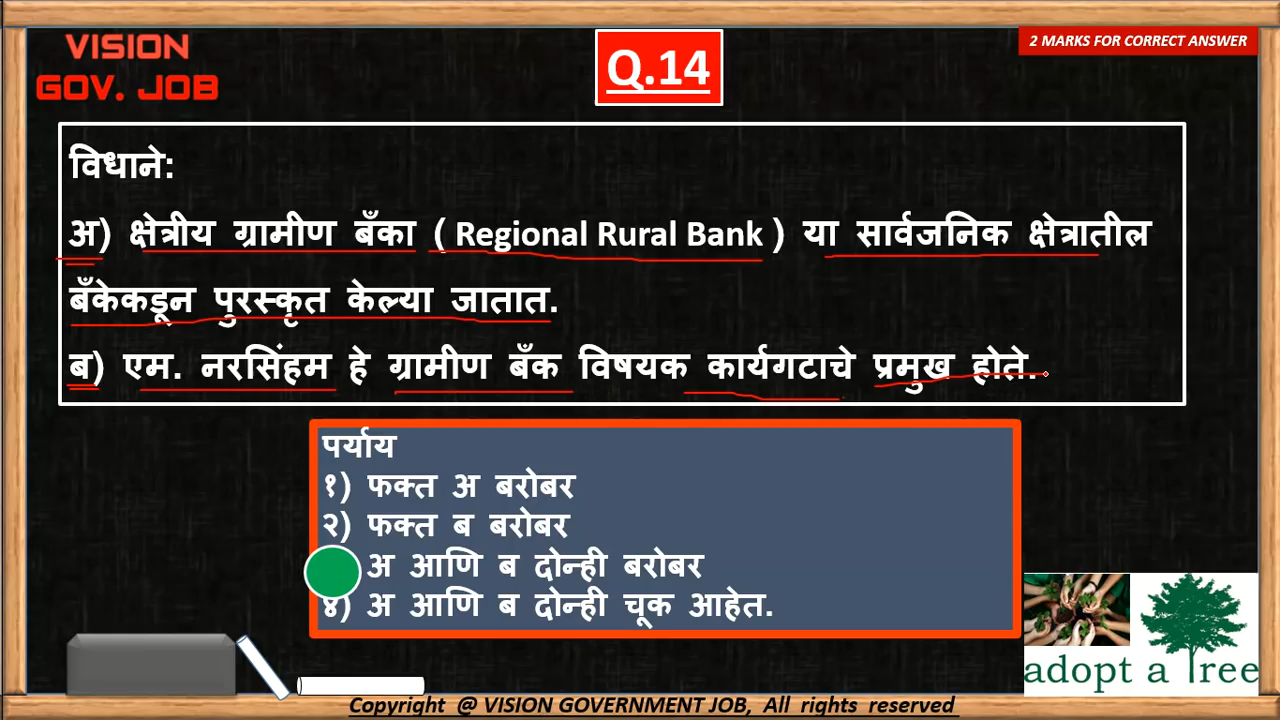 VISION
GOV. JOB
Q.14
2 MARKS FOR CORRECT ANSWER
विधाने:
अ) क्षेत्रीय ग्रामीण बँका ( Regional Rural Bank ) या सार्वजनिक क्षेत्रातील
बँकेकडून पुरस्कृत केल्या जातात.
ब) एम. नरसिंहम हे ग्रामीण बँक विषयक कार्यगटाचे प्रमुख होते.
पर्याय
१) फक्त अ बरोबर
२) फक्त ब बरोबर
अ आणि ब दोन्ही बरोबर
४) अ आणि ब दोन्ही चूक आहेत.
adopt a Tree
Copyright @ VISION GOVERNMENT JOB, All rights reserved